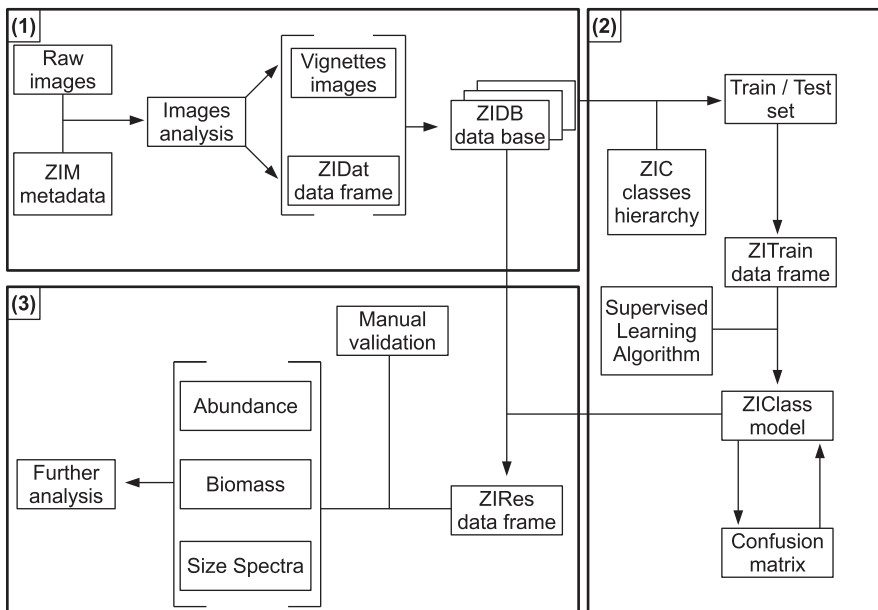 (1)
Raw
images
ZIM
metadata
Images
analysis
Vignettes
images
ZIDat
data frame
ZIDB
data base
(2)
Train / Test
set
ZIC
classes
hierarchy
ZITrain
data frame
Supervised
Learning
Algorithm
ZIClass
model
Confusion
matrix
(3)
Manual
validation
Abundance
Biomass
Size Spectra
Further
analysis
ZIRes
data frame